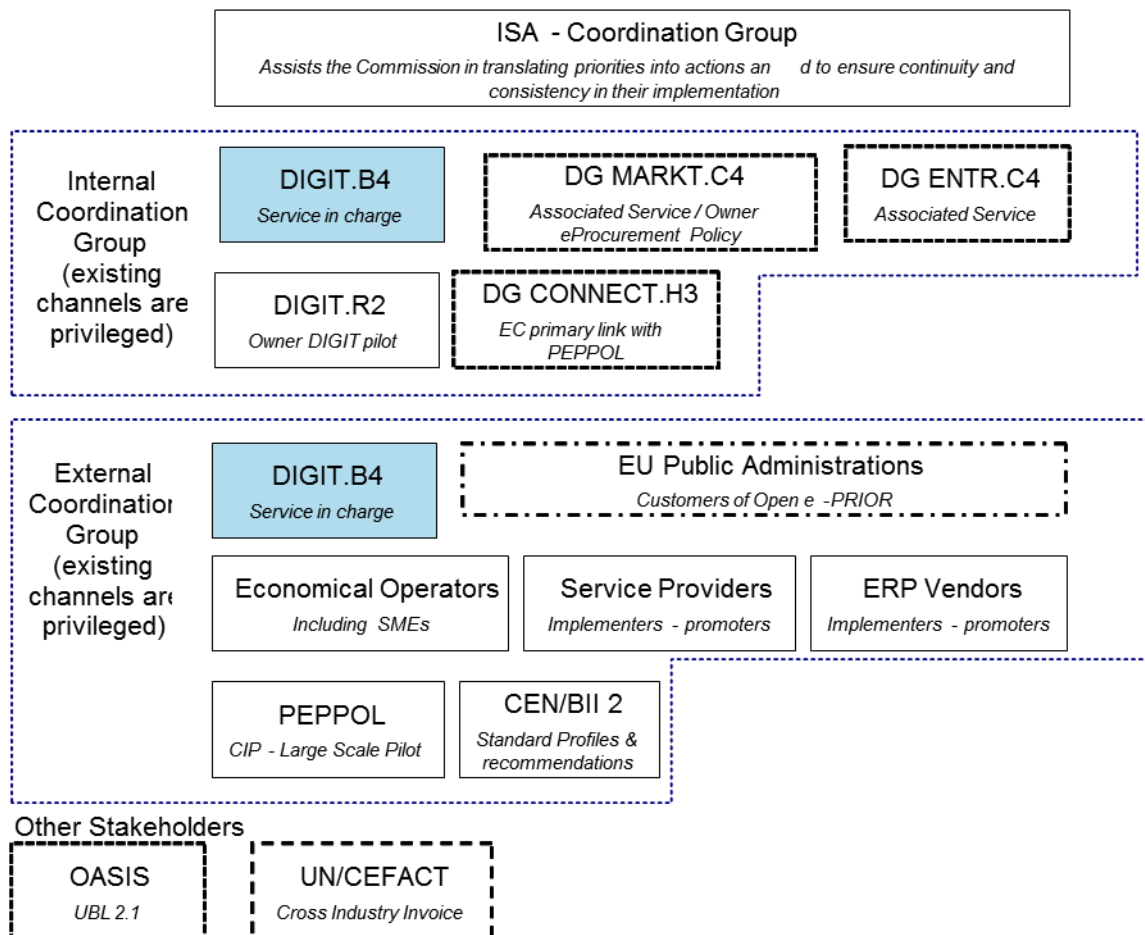 ISA - Coordination Group
Assists the Commission in translating priorities into actions an d to ensure continuity and
consistency in their implementation
Internal
Coordination
Group
(existing
channels are
privileged)
DIGIT.B4
Service in charge
DG MARKT.C4
Associated Service / Owner
eProcurement Policy
DG ENTR.C4
Associated Service
DIGIT.R2
Owner DIGIT pilot
DG CONNECT.H3
EC primary link with
PEPPOL
External
Coordination
Group
(existing
channels are
privileged)
DIGIT.B4
Service in charge
EU Public Administrations
Customers of Open e -PRIOR
Economical Operators
Including SMEs
Service Providers
Implementers - promoters
ERP Vendors
Implementers - promoters
PEPPOL
CIP - Large Scale Pilot
CEN/BII 2
Standard Profiles &
recommendations
Other Stakeholders
OASIS
UBL 2.1
UN/CEFACT
Cross Industry Invoice